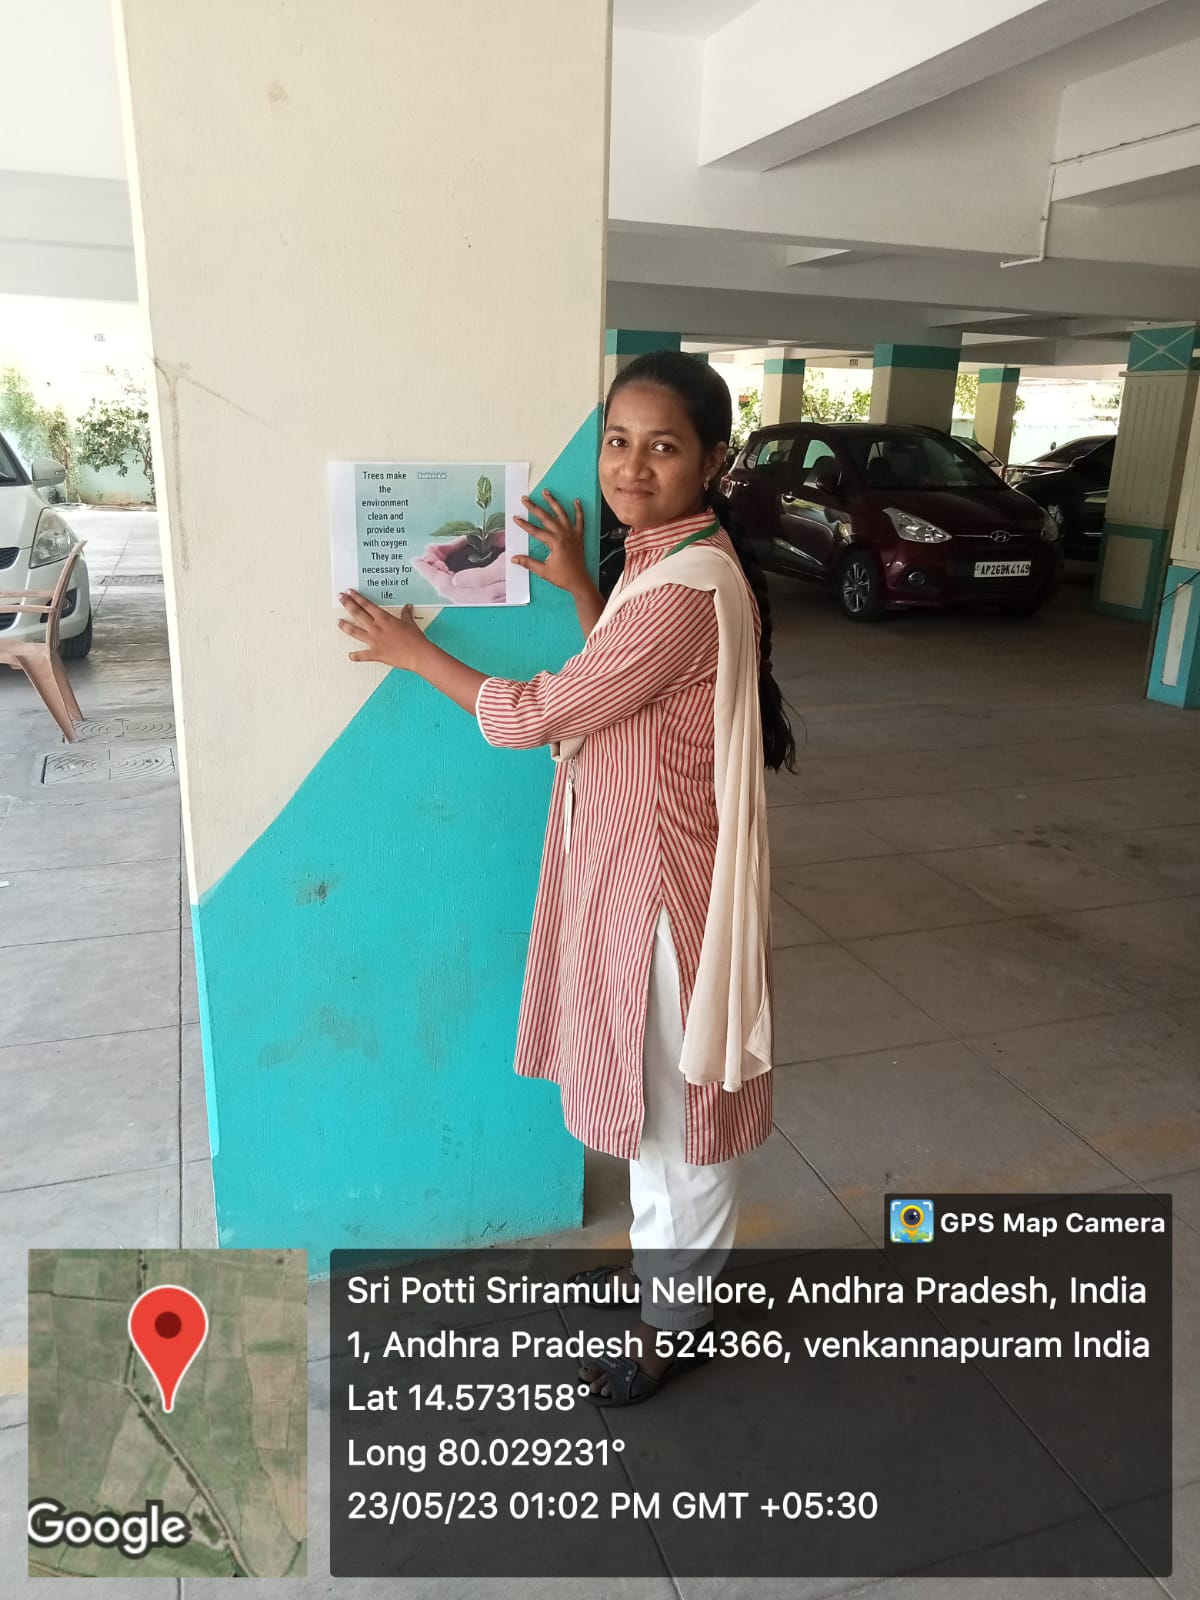 Trees make
the
environment
clean and
provide us
with oxygen.
They are
necessary for
the elixir of
life.
AP26BK4149
GPS Map Camera
Sri Potti Sriramulu Nellore, Andhra Pradesh, India
1, Andhra Pradesh 524366, venkannapuram India
Lat 14.573158°
Long 80.029231°
23/05/23 01:02 PM GMT +05:30
Google